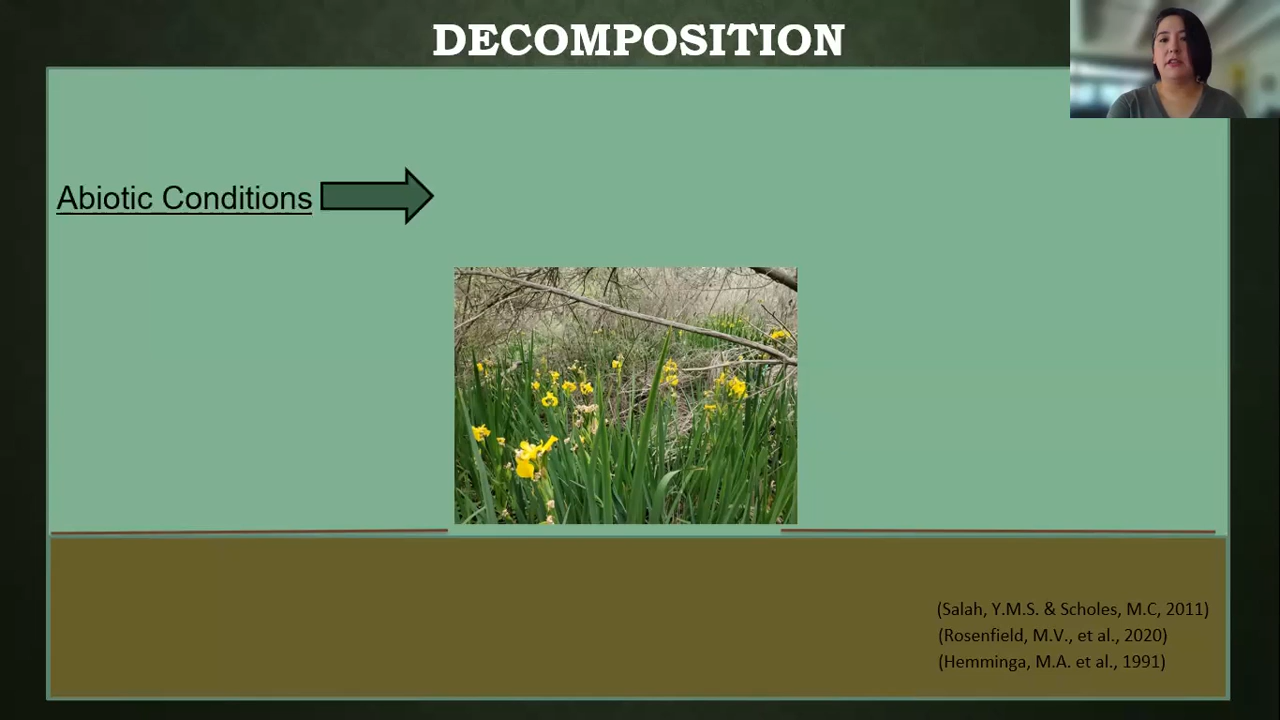 DECOMPOSITION
Abiotic Conditions
(Salah, Y.M.S. & Scholes, M.C, 2011)
(Rosenfield, M.V., et al., 2020)
(Hemminga, M.A. et al., 1991)